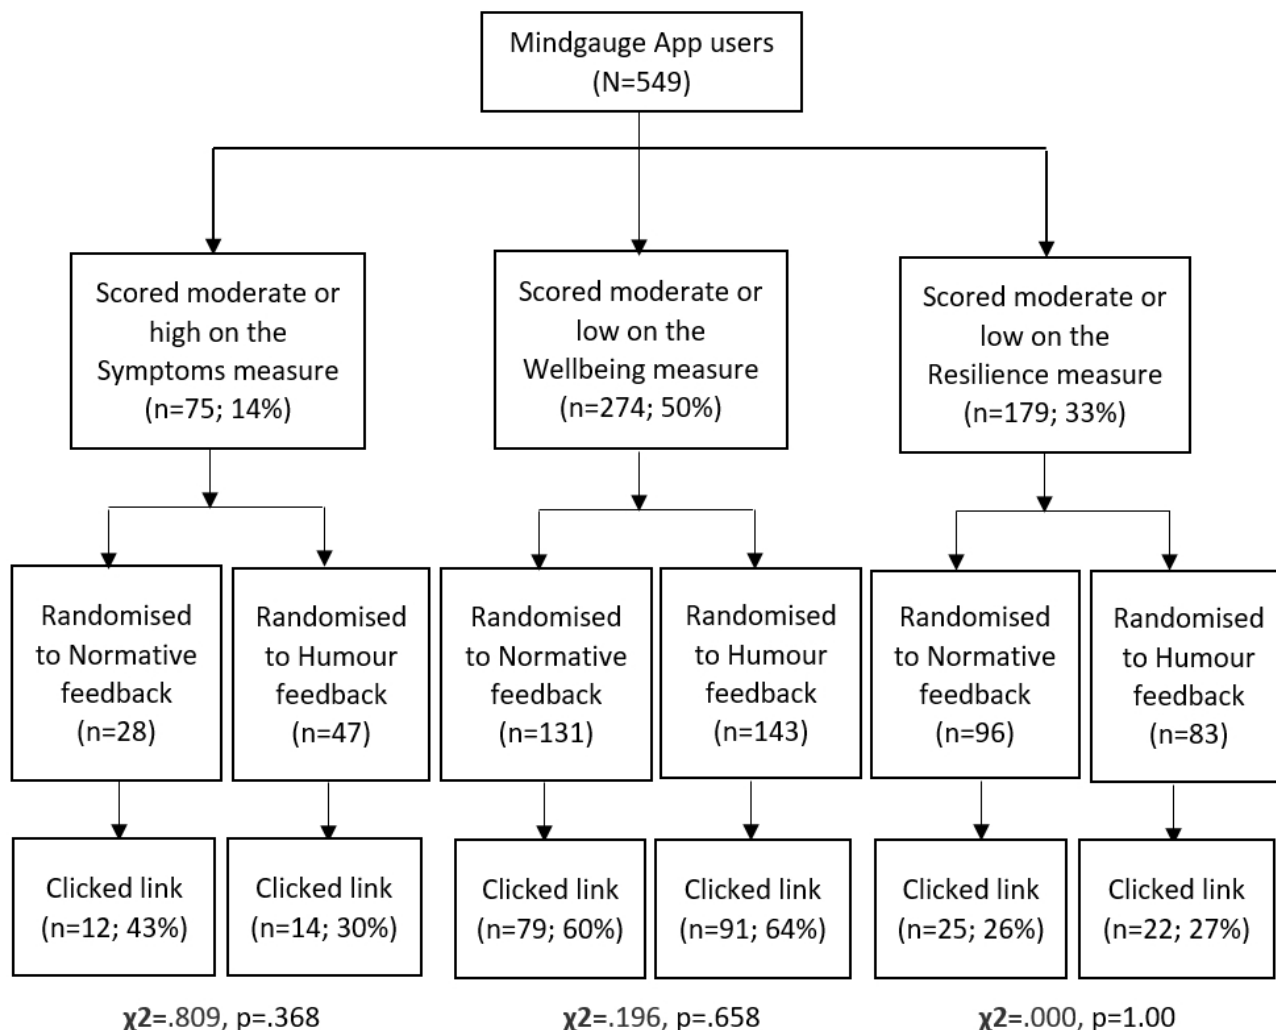 Mindgauge App users
(N=549)
Scored moderate or
high on the
Symptoms measure
(n=75; 14%)
Scored moderate or
low on the
Wellbeing measure
(n=274; 50%)
Scored moderate or
low on the
Resilience measure
(n=179; 33%)
Randomised
to Normative
feedback
(n=28)
Randomised
to Humour
feedback
(n=47)
Randomised
to Normative
feedback
(n=131)
Randomised
to Humour
feedback
(n=143)
Randomised
to Normative
feedback
(n=96)
Randomised
to Humour
feedback
(n=83)
Clicked link
(n=12; 43%)
Clicked link
(n=14; 30%)
Clicked link
(n=79; 60%)
Clicked link
(n=91; 64%)
Clicked link
(n=25; 26%)
Clicked link
(n=22; 27%)
χ2=.809, p=.368
χ2=.196, p=.658
χ2=.000, p=1.00